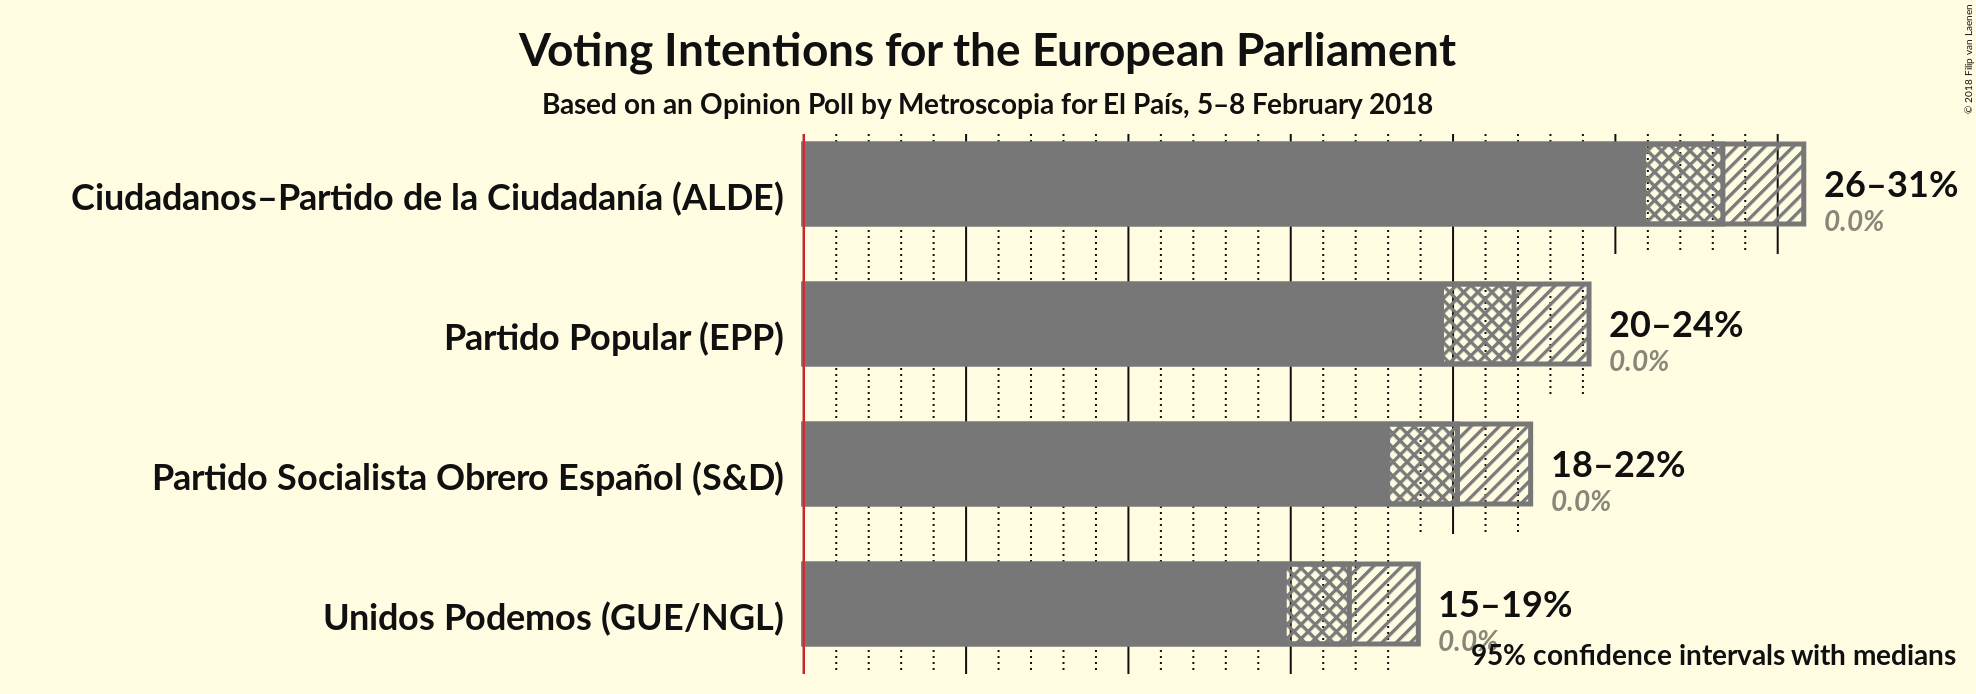 Voting Intentions for the European Parliament
Based on an Opinion Poll by Metroscopia for El País, 5–8 February 2018
© 2018 Filip van Laenen
Ciudadanos–Partido de la Ciudadanía (ALDE)
26–31%
0.0%
Partido Popular (EPP)
20–24%
0.0%
Partido Socialista Obrero Español (S&D)
18–22%
0.0%
Unidos Podemos (GUE/NGL)
15–19%
0.0%
95% confidence intervals with medians